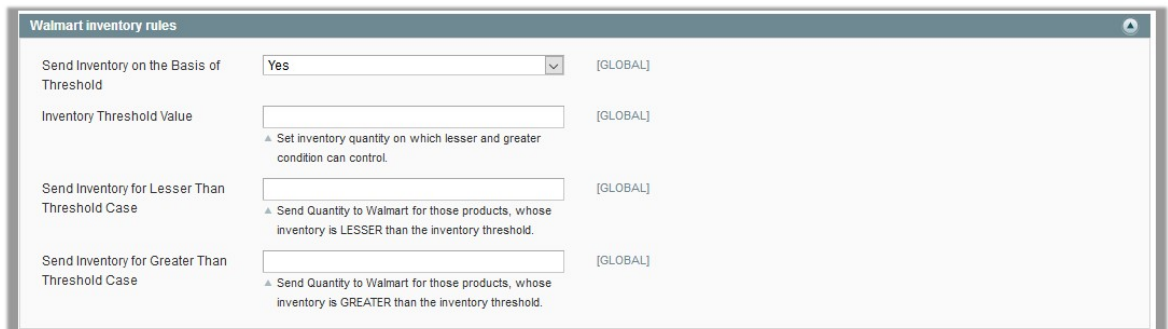 Walmart inventory rules
Send Inventory on the Basis of
Threshold
Yes
[GLOBAL]
Inventory Threshold Value
[GLOBAL]
Set inventory quantity on which lesser and greater
condition can control.
Send Inventory for Lesser Than
Threshold Case
[GLOBAL]
Send Quantity to Walmart for those products, whose
inventory is LESSER than the inventory threshold.
Send Inventory for Greater Than
Threshold Case
[GLOBAL]
Send Quantity to Walmart for those products, whose
inventory is GREATER than the inventory threshold.